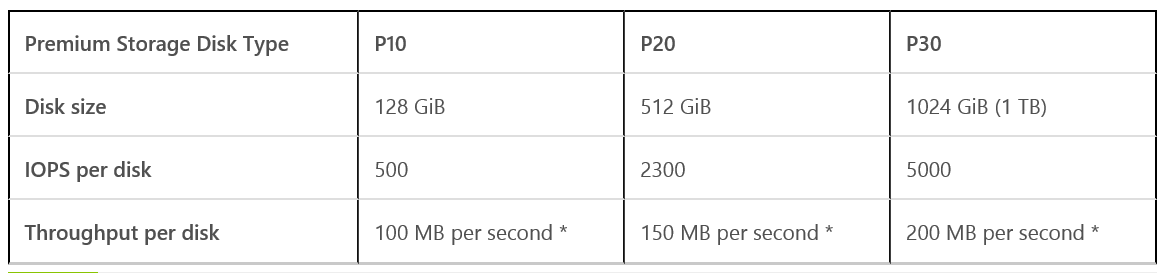 Premium Storage Disk Type P10 P20 P30
Disk size 128 GiB 512 GiB 1024 GiB (1 TB)
IOPS per disk 500 2300 5000
Throughput per disk 100 MB per second * 150 MB per second * 200 MB per second *